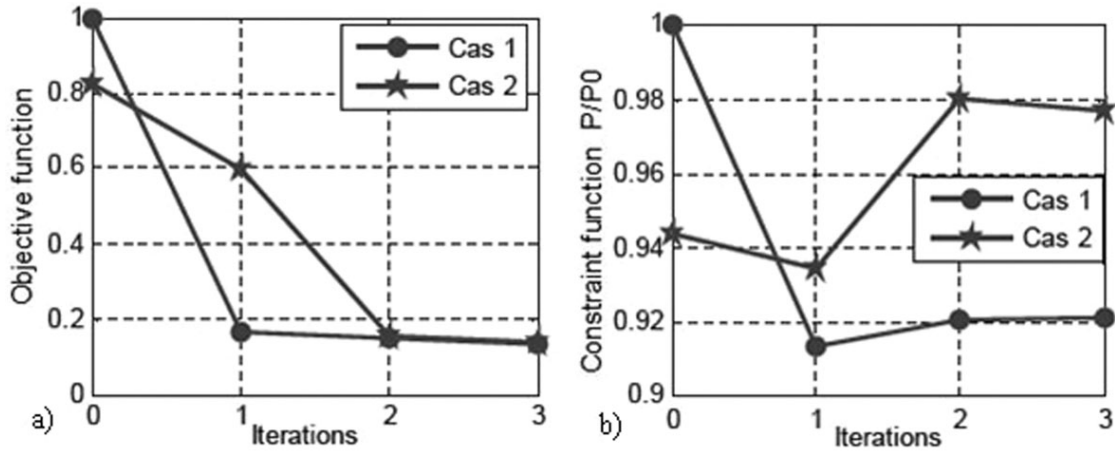 Objective function
1
0.8
0.6
0.4
0.2
0
0
1
2
3
Iterations
Cas 1
Cas 2
a)
Constraint function P/P0
1
0.98
0.96
0.94
0.92
0.9
0
1
2
3
Iterations
Cas 1
Cas 2
b)